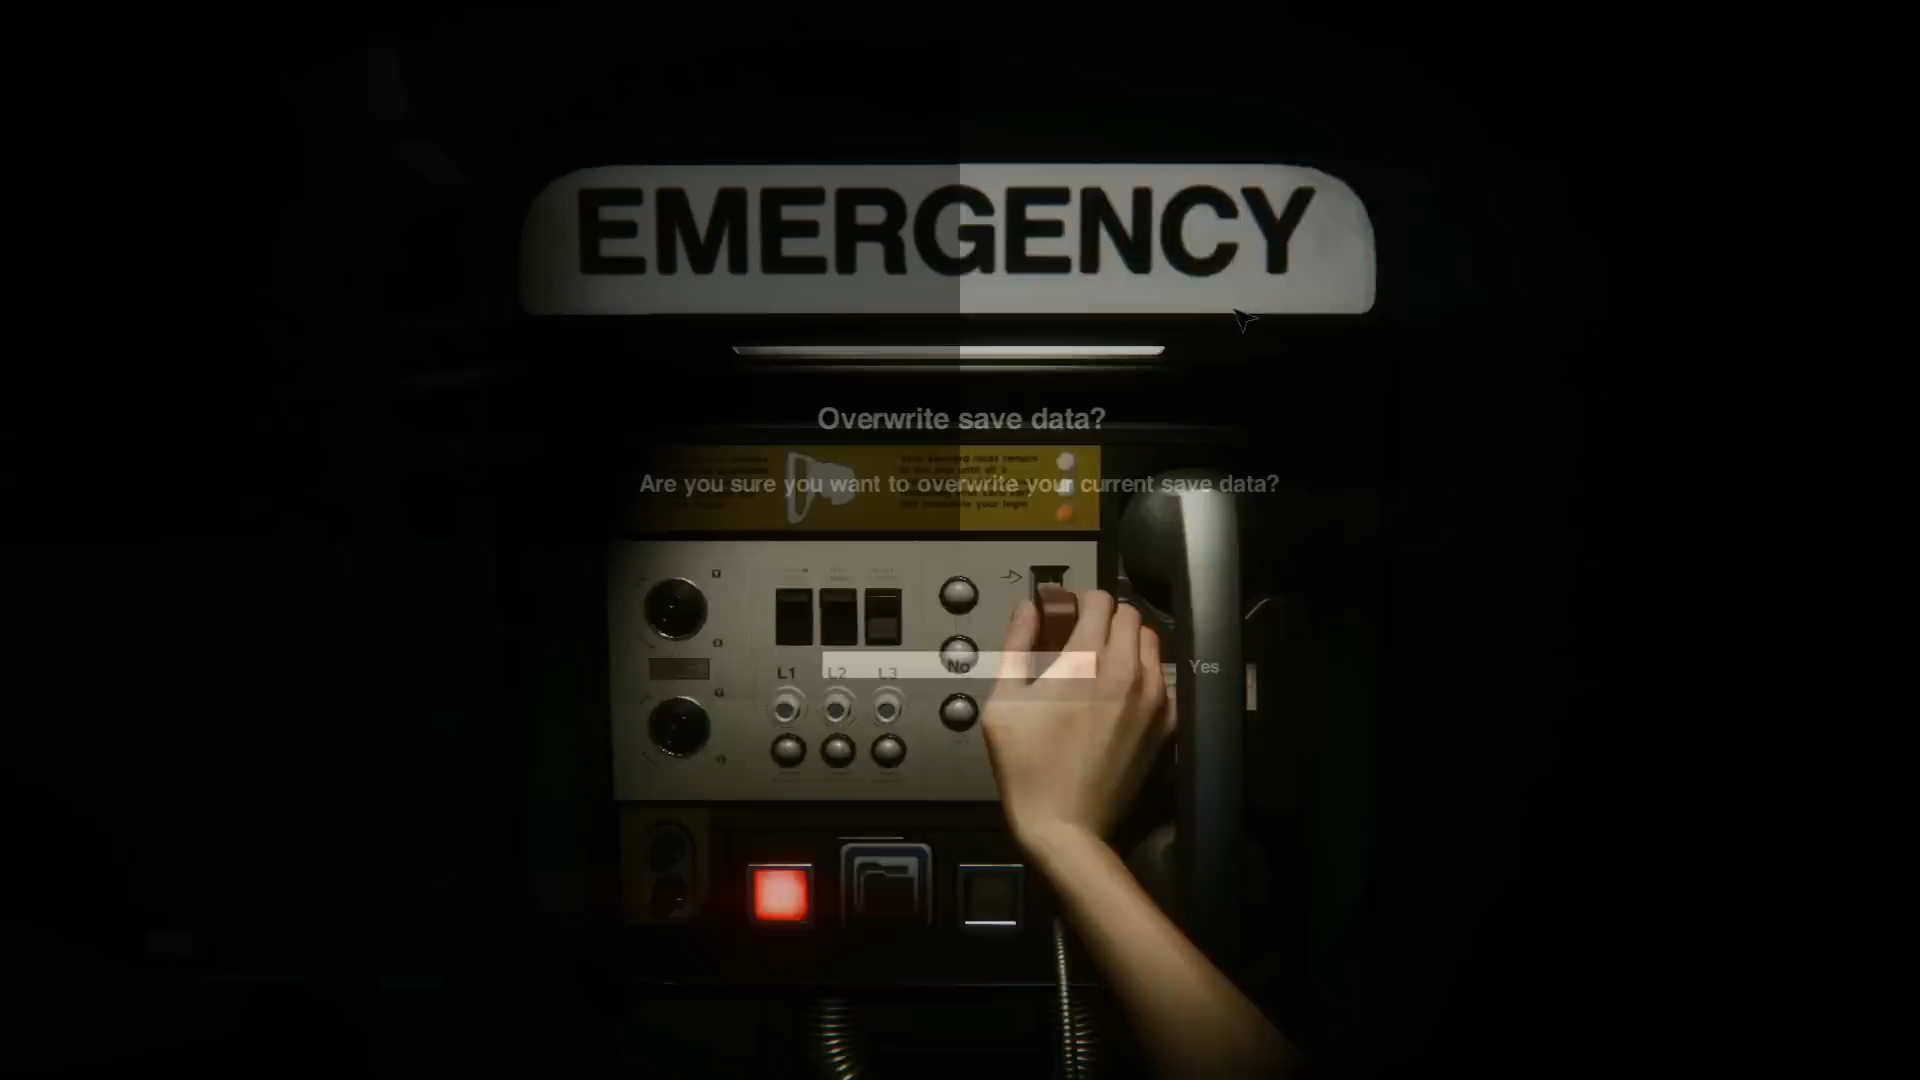 EMERGENCY
Overwrite save data?
Are you sure you want to overwrite your current save data?
No
Yes
L1 L2 L3